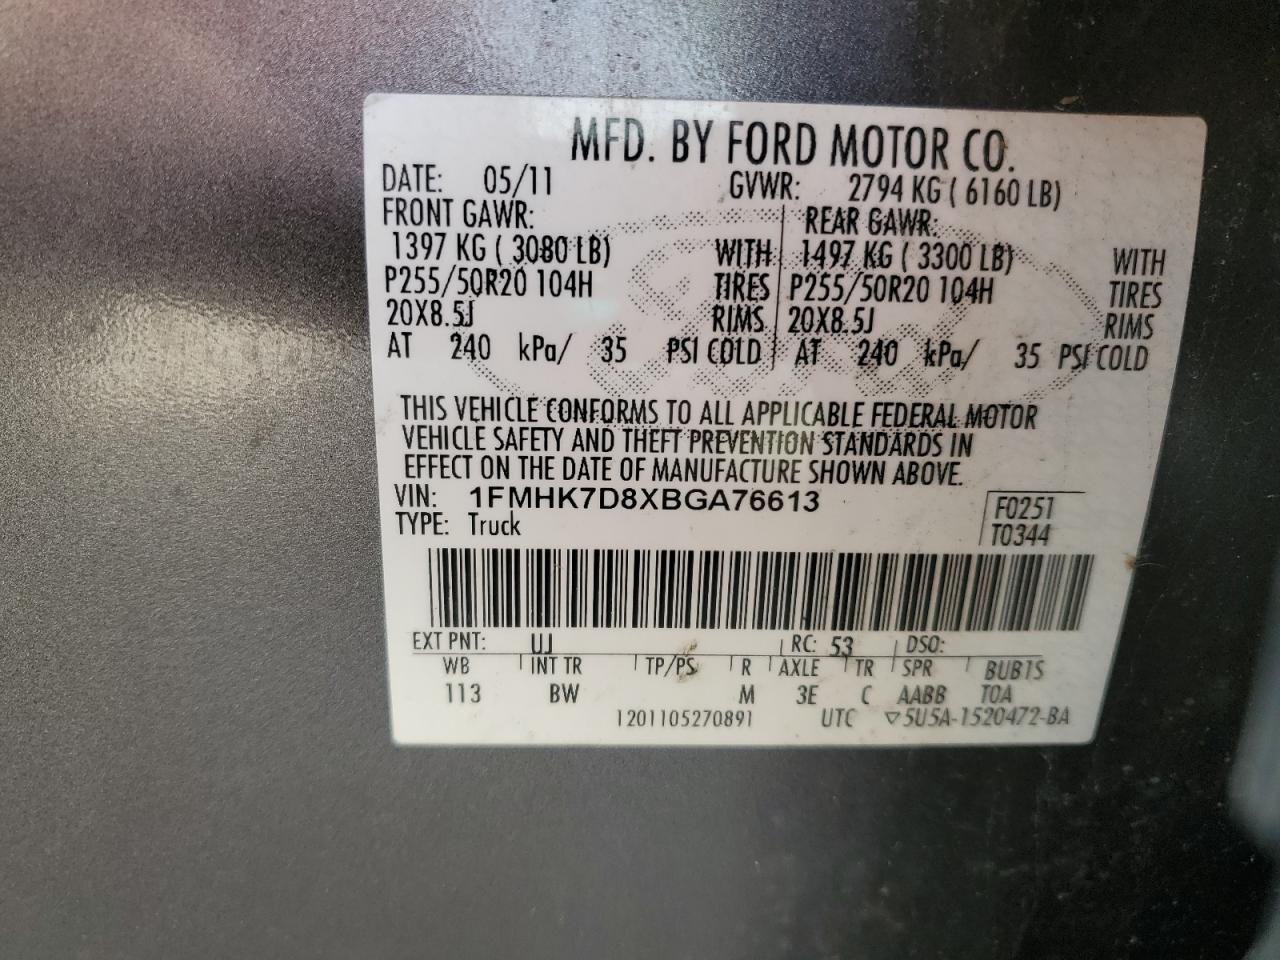 MFD. BY FORD MOTOR CO.
DATE: 05/11 GVWR: 2794 KG ( 6160 LB)
FRONT GAWR: REAR GAWR:
1397 KG ( 3080 LB) WITH 1497 KG ( 3300 LB) WITH
P255/50R20 104H TIRES P255/50R20 104H TIRES
20X8.5J RIMS 20X8.5J RIMS
AT 240 kPa/ 35 PSI COLD AT 240 kPa/ 35 PSI COLD
THIS VEHICLE CONFORMS TO ALL APPLICABLE FEDERAL MOTOR
VEHICLE SAFETY AND THEFT PREVENTION STANDARDS IN
EFFECT ON THE DATE OF MANUFACTURE SHOWN ABOVE.
VIN: 1FMHK7D8XBGA76613 F0251
TYPE: Truck T0344
EXT PNT: UJ RC: 53 DSO:
WB INT TR TP/PS R AXLE TR SPR BUB1S
113 BW M 3E C AABB TOA
1201105270891 UTC ▽5U5A-1520472-BA